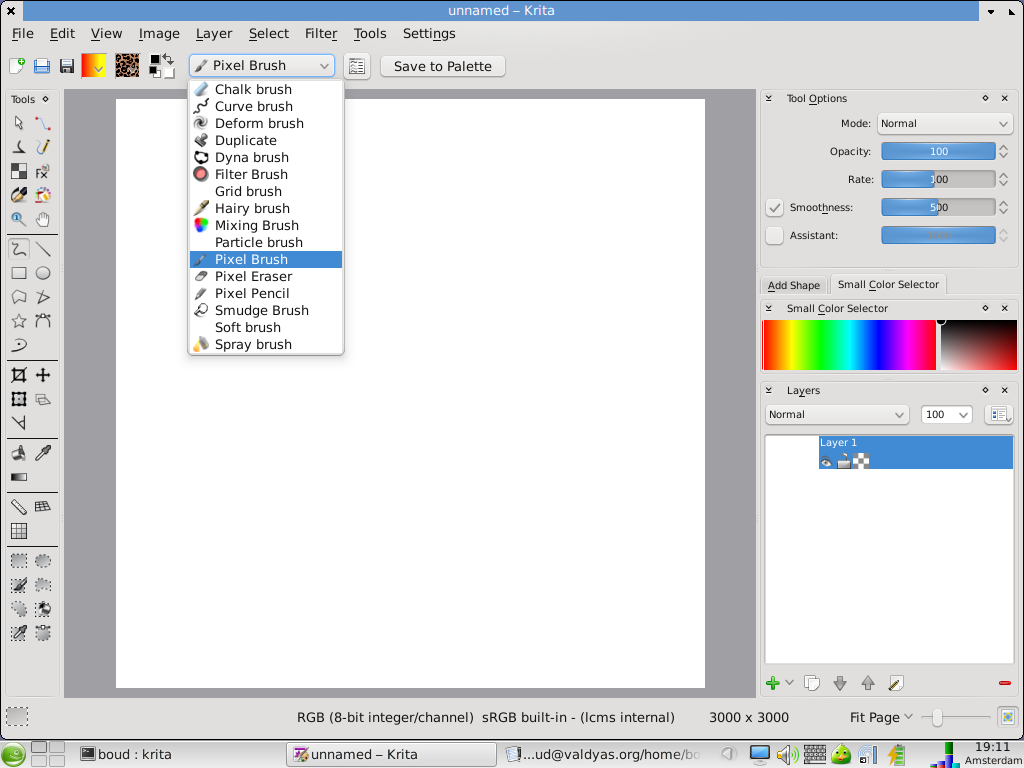 unnamed – Krita
File Edit View Image Layer Select Filter Tools Settings
Pixel Brush Save to Palette
Tools
Chalk brush
Curve brush
Deform brush
Duplicate
Dyna brush
Filter Brush
Grid brush
Hairy brush
Mixing Brush
Particle brush
Pixel Brush
Pixel Eraser
Pixel Pencil
Smudge Brush
Soft brush
Spray brush
Tool Options
Mode: Normal
Opacity: 100
Rate: 100
Smoothness: 500
Assistant:
Add Shape Small Color Selector
Small Color Selector
Layers
Normal 100
Layer 1
RGB (8-bit integer/channel) sRGB built-in - (lcms internal) 3000 x 3000 Fit Page
boud : krita unnamed – Krita ...ud@valdyas.org/home/bo 19:11
Amsterdam